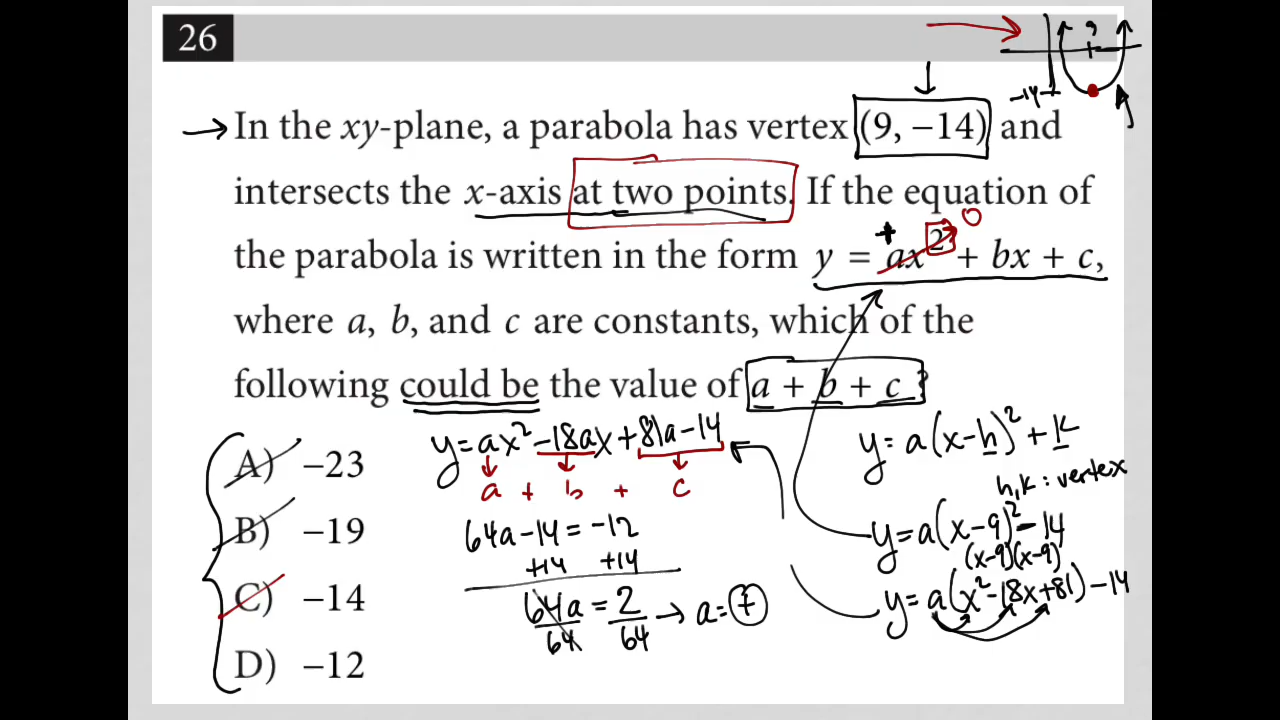 26
9
-14
→ In the xy-plane, a parabola has vertex (9, −14) and
intersects the x-axis at two points. If the equation of
0
+
the parabola is written in the form y = ax² + bx + c,
where a, b, and c are constants, which of the
following could be the value of a + b + c ?
A) −23
B) −19
C) −14
D) −12
y = ax² − 18ax + 81a − 14
a + b + c
64a − 14 = −12
+14 +14
64a = 2 → a = +
64 64
y = a(x − h)² + k
h, k : vertex
y = a(x − 9)² − 14
(x−9)(x−9)
y = a(x² − 18x + 81) − 14